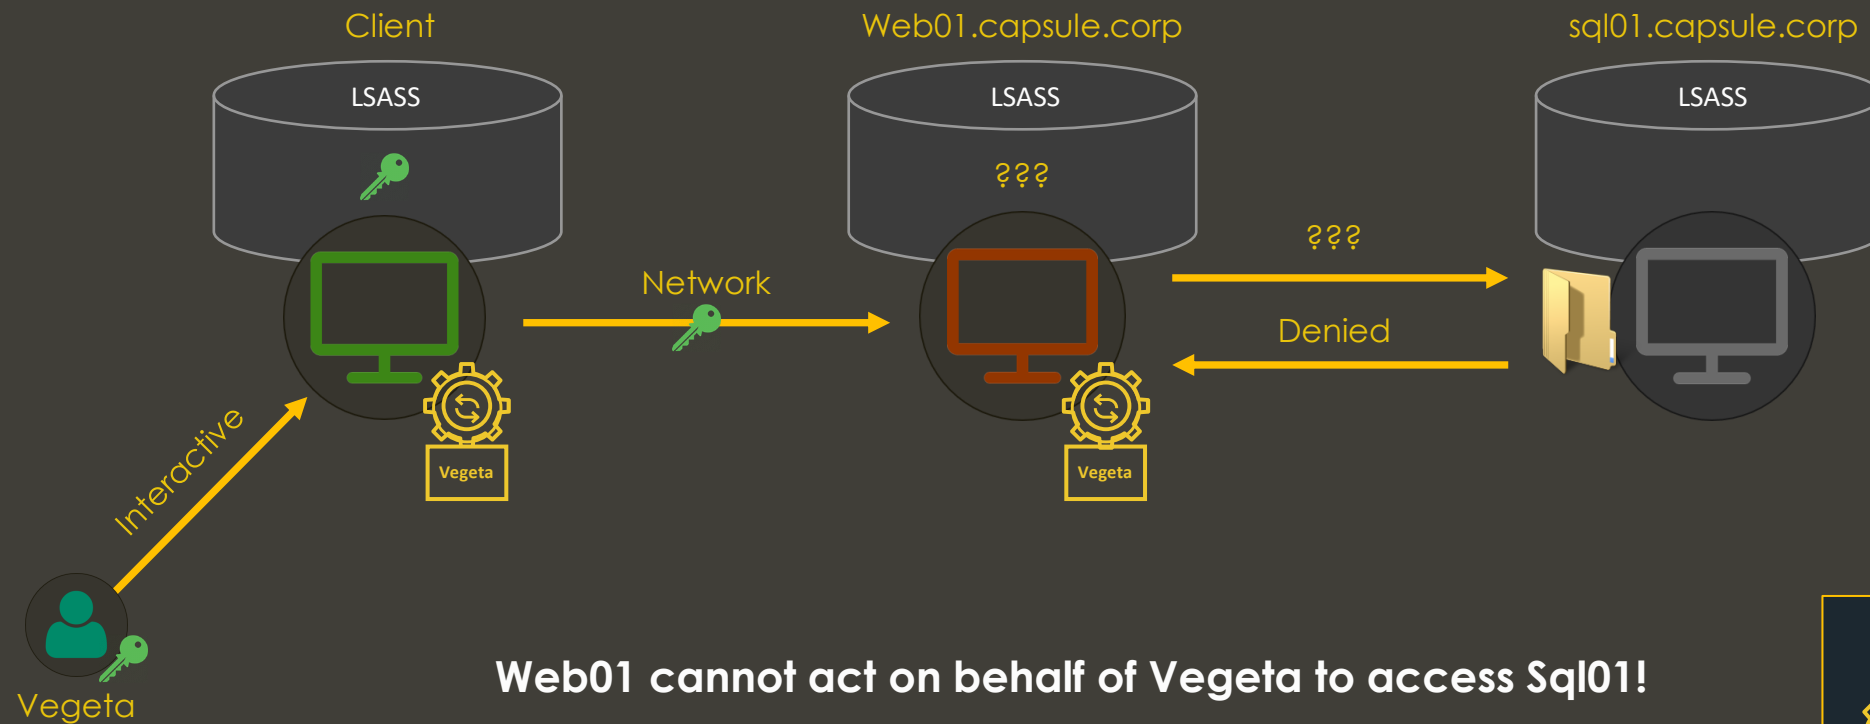 Client
Web01.capsule.corp
sql01.capsule.corp
LSASS
LSASS
LSASS
???
???
Network
Denied
Interactive
Vegeta
Vegeta
Web01 cannot act on behalf of Vegeta to access Sql01!
Vegeta